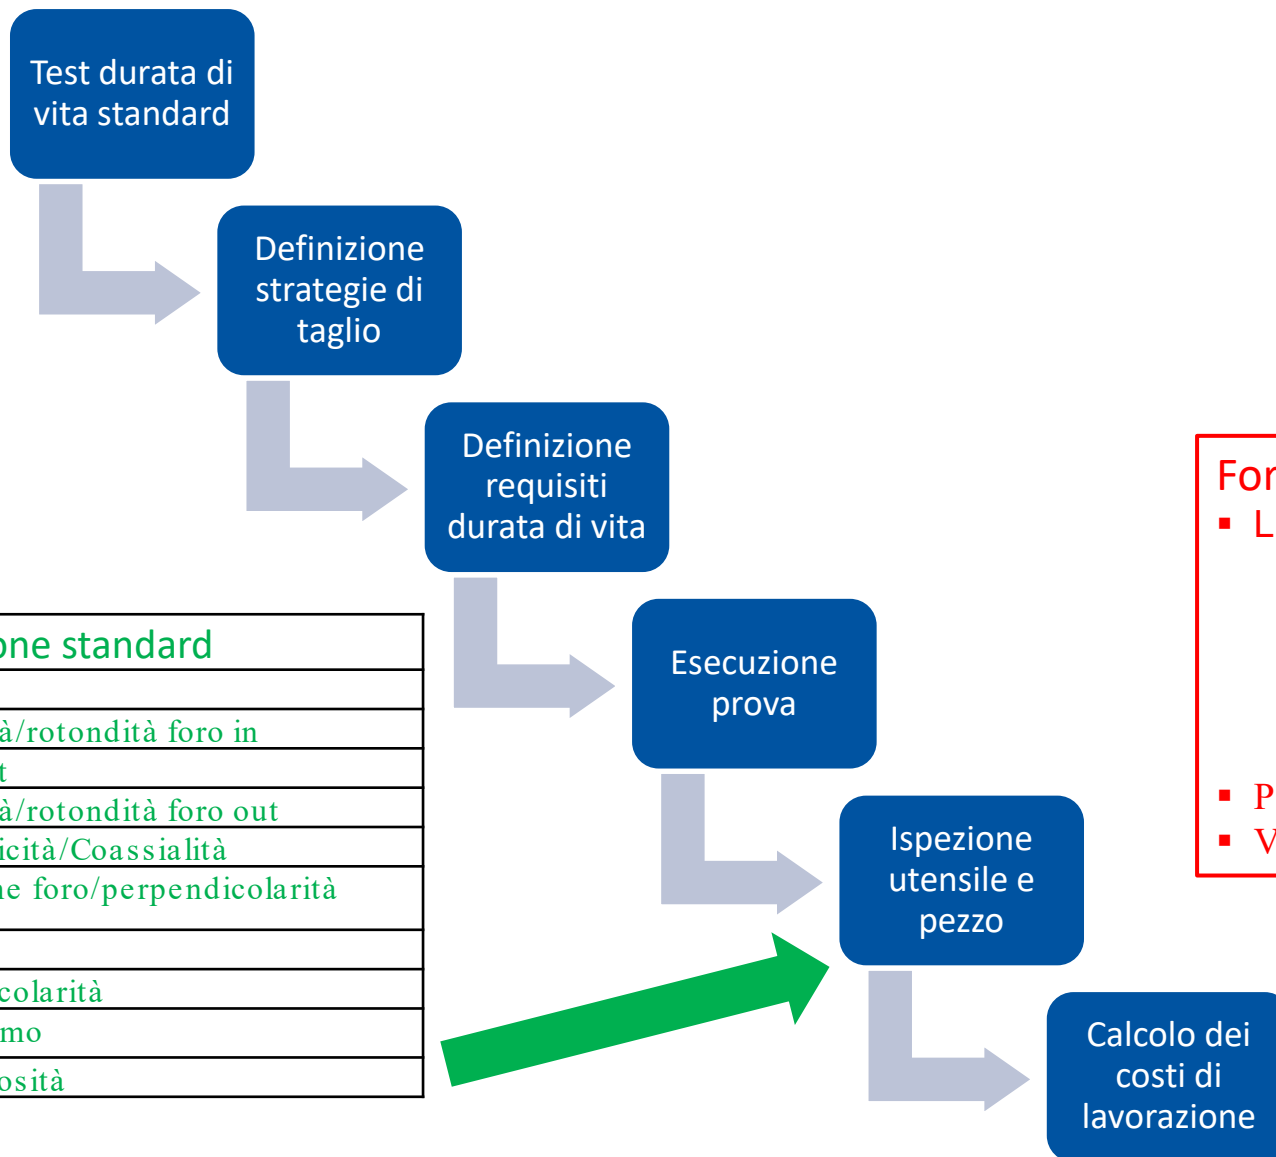 Test durata di
vita standard
Definizione
strategie di
taglio
Definizione
requisiti
durata di vita
Esecuzione
prova
Ispezione
utensile e
pezzo
Calcolo dei
costi di
lavorazione
one standard
à/rotondità foro in
t
à/rotondità foro out
icità/Coassialità
ne foro/perpendicolarità
colarità
mo
osità
For
▪ L
▪ P
▪ V